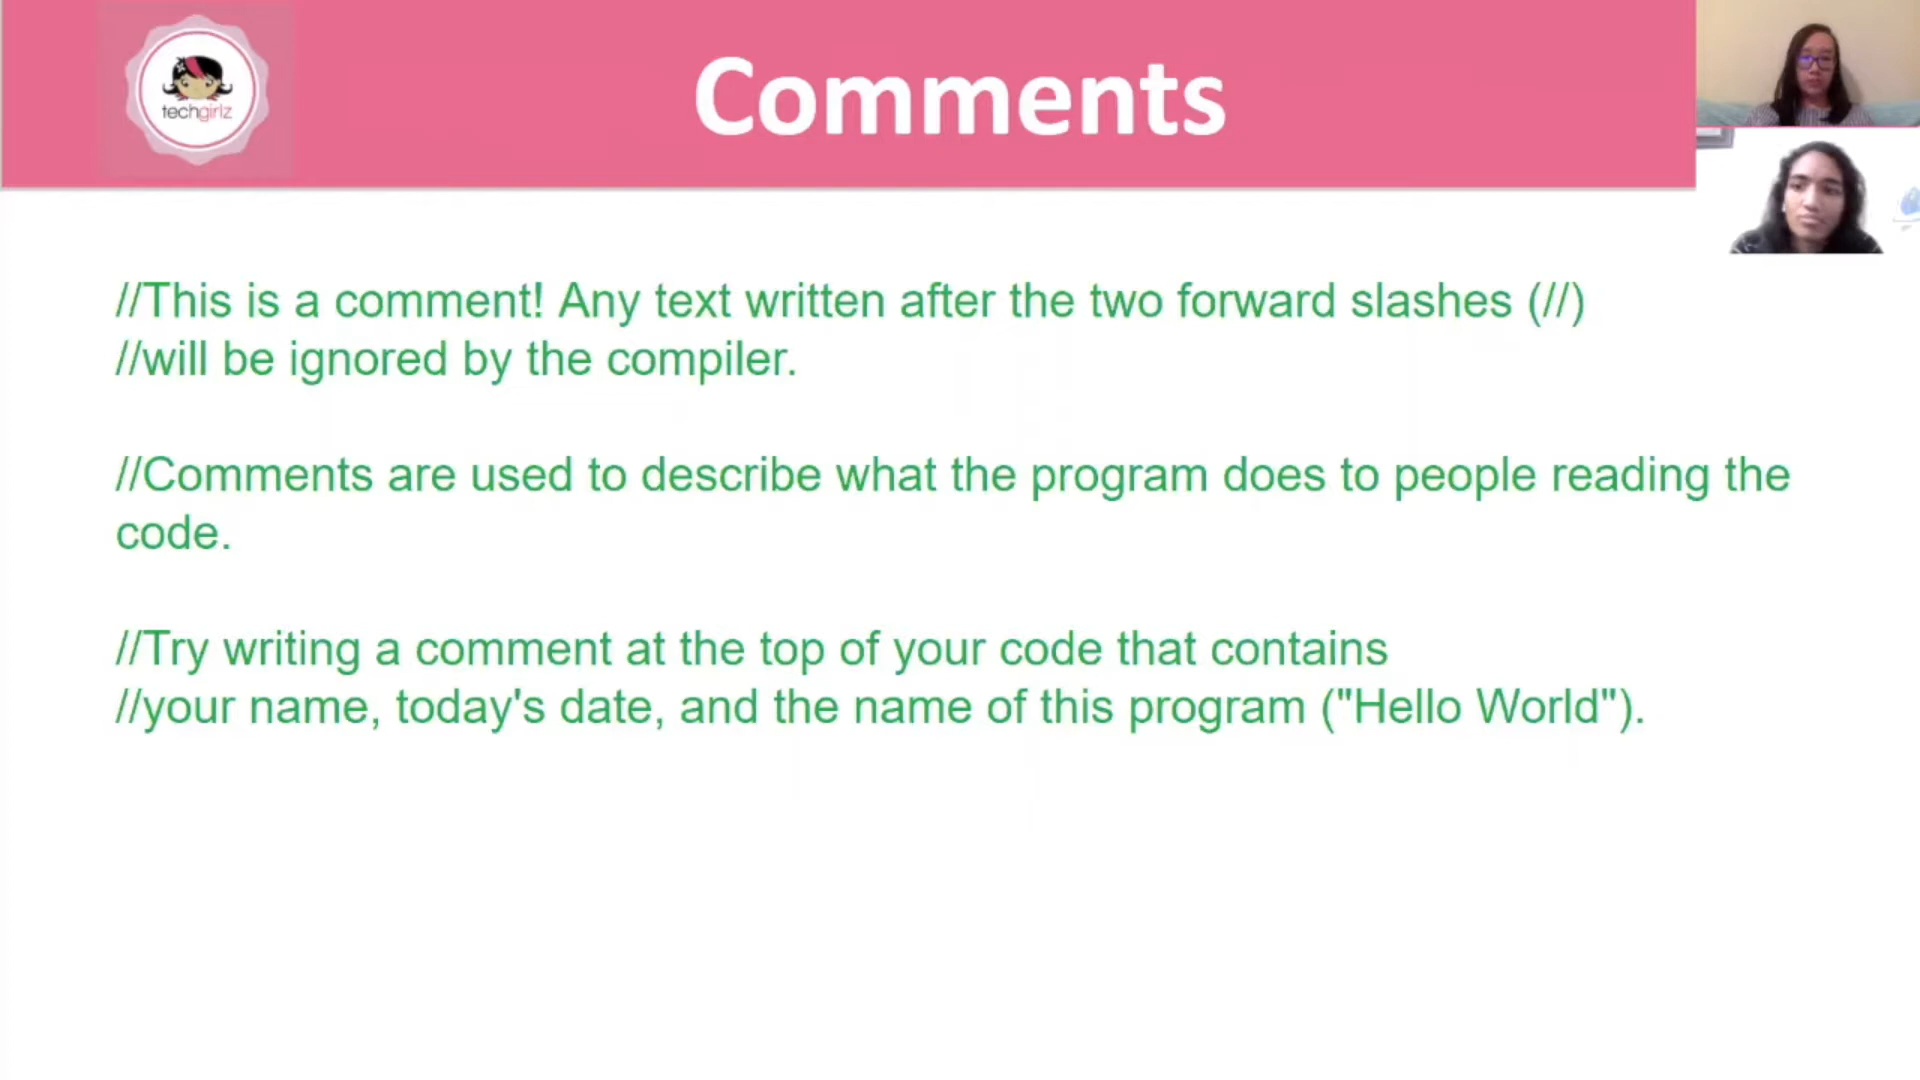 techgirlz
Comments
//This is a comment! Any text written after the two forward slashes (//)
//will be ignored by the compiler.
//Comments are used to describe what the program does to people reading the
code.
//Try writing a comment at the top of your code that contains
//your name, today's date, and the name of this program ("Hello World").